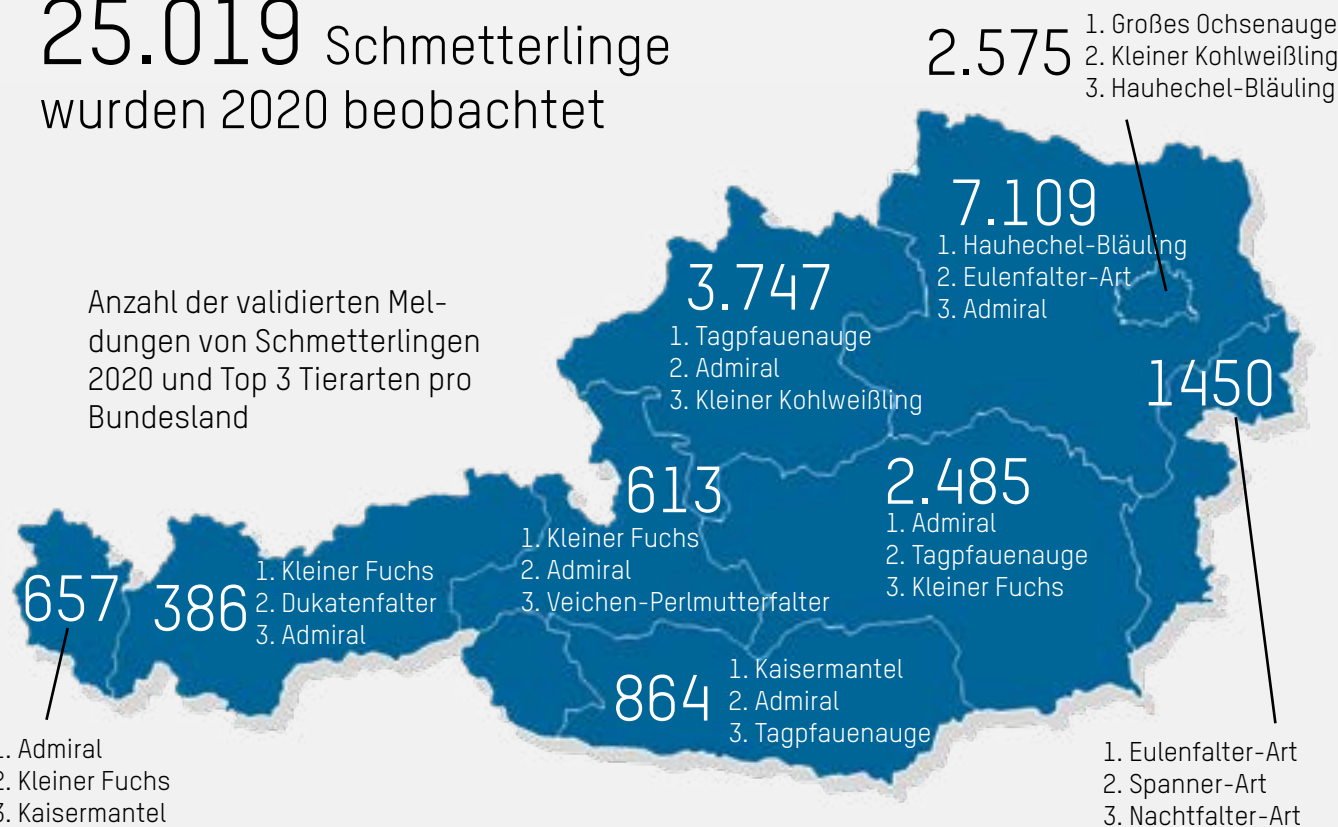 25.019 Schmetterlinge
wurden 2020 beobachtet
Anzahl der validierten Mel-
dungen von Schmetterlingen
2020 und Top 3 Tierarten pro
Bundesland
2.575
1. Großes Ochsenauge
2. Kleiner Kohlweißling
3. Hauhechel-Bläuling
7.109
1. Hauhechel-Bläuling
2. Eulenfalter-Art
3. Admiral
3.747
1. Tagpfauenauge
2. Admiral
3. Kleiner Kohlweißling
1450
1. Eulenfalter-Art
2. Spanner-Art
3. Nachtfalter-Art
2.485
1. Admiral
2. Tagpfauenauge
3. Kleiner Fuchs
613
1. Kleiner Fuchs
2. Admiral
3. Veichen-Perlmutterfalter
386
1. Kleiner Fuchs
2. Dukatenfalter
3. Admiral
657
1. Admiral
2. Kleiner Fuchs
3. Kaisermantel
864
1. Kaisermantel
2. Admiral
3. Tagpfauenauge